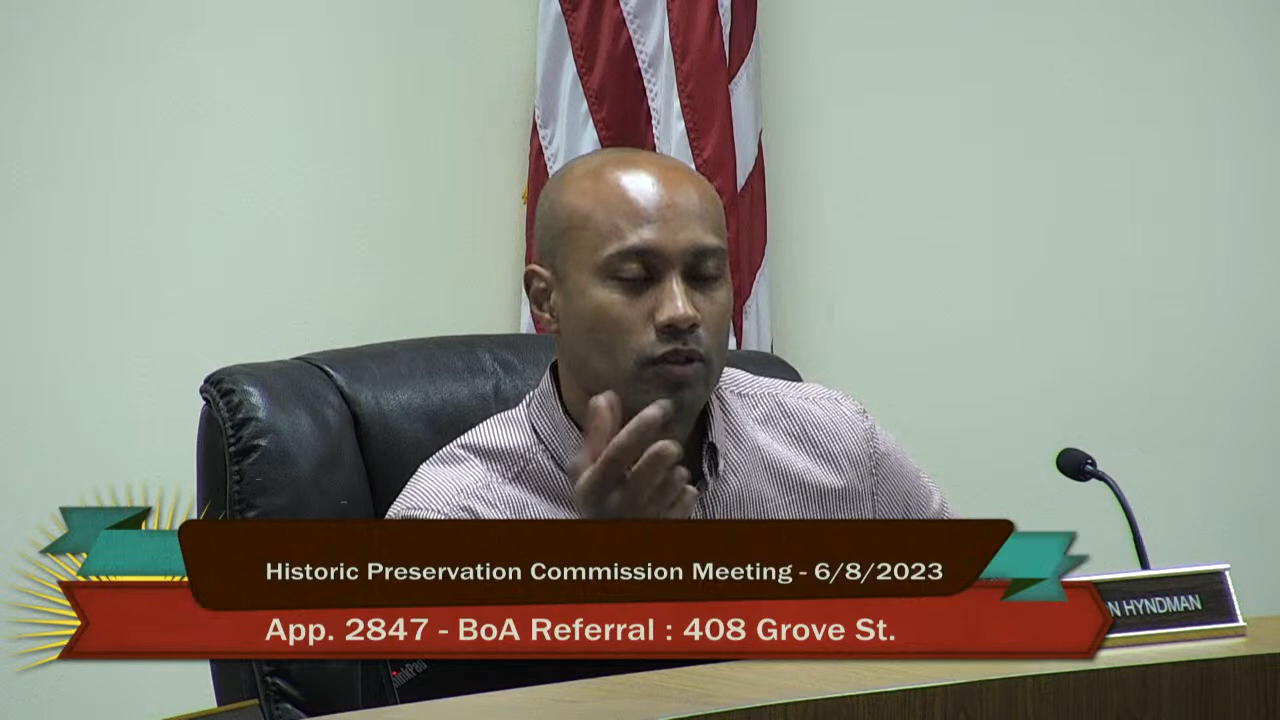 Historic Preservation Commission Meeting - 6/8/2023
App. 2847 - BoA Referral : 408 Grove St.
N HYNDMAN